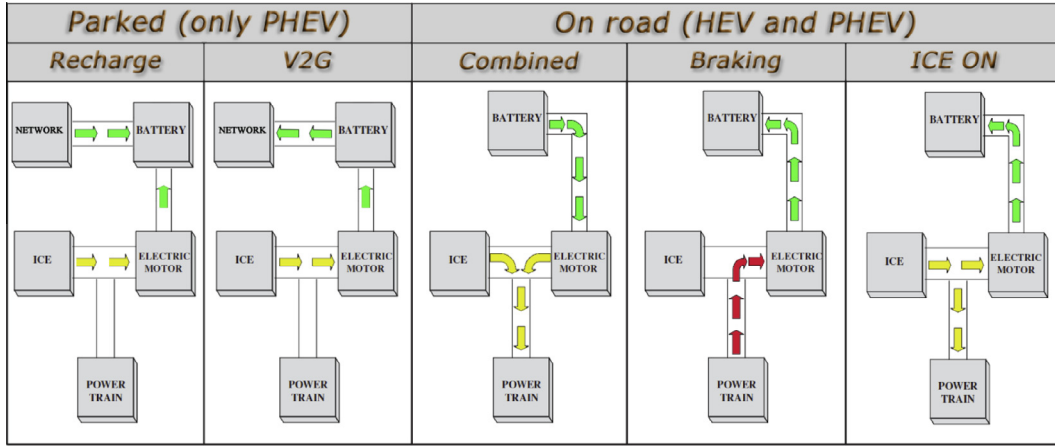 Parked (only PHEV)
On road (HEV and PHEV)
Recharge
V2G
Combined
Braking
ICE ON
NETWORK
BATTERY
ICE
ELECTRIC
MOTOR
POWER
TRAIN
NETWORK
BATTERY
ICE
ELECTRIC
MOTOR
POWER
TRAIN
BATTERY
ICE
ELECTRIC
MOTOR
POWER
TRAIN
BATTERY
ICE
ELECTRIC
MOTOR
POWER
TRAIN
BATTERY
ICE
ELECTRIC
MOTOR
POWER
TRAIN